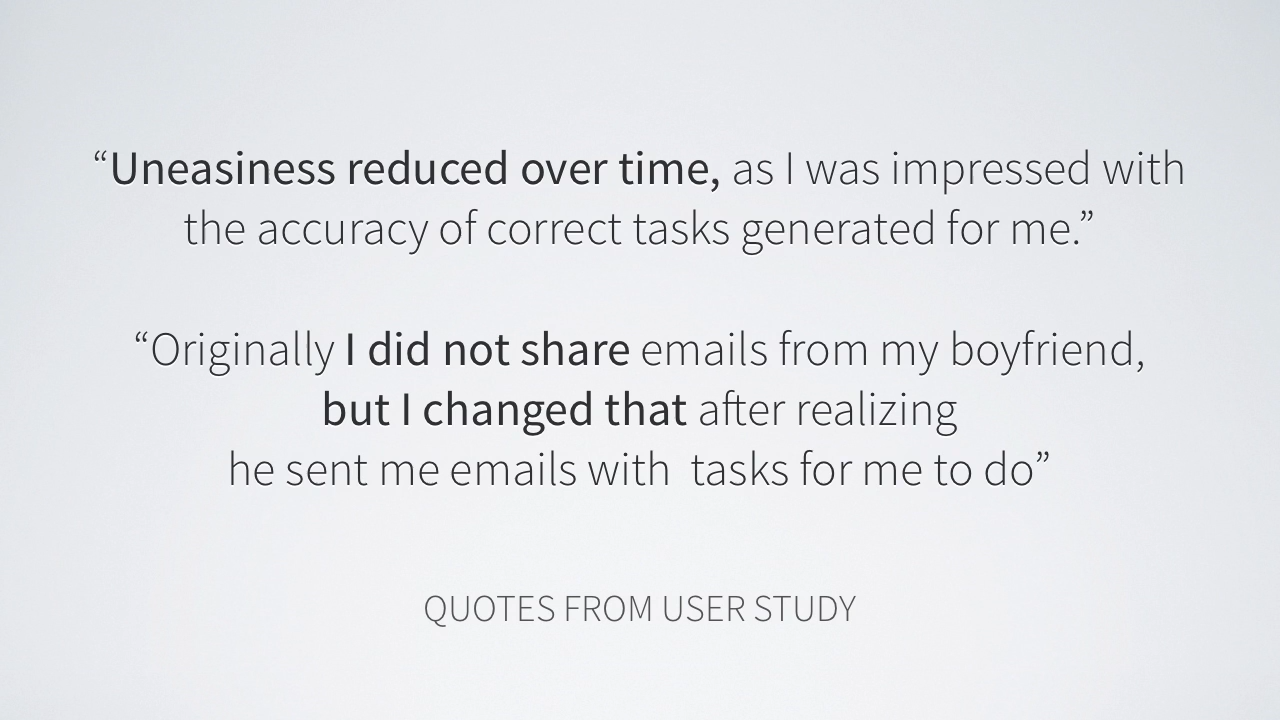 “Uneasiness reduced over time, as I was impressed with
the accuracy of correct tasks generated for me.”
“Originally I did not share emails from my boyfriend,
but I changed that after realizing
he sent me emails with  tasks for me to do”
QUOTES FROM USER STUDY